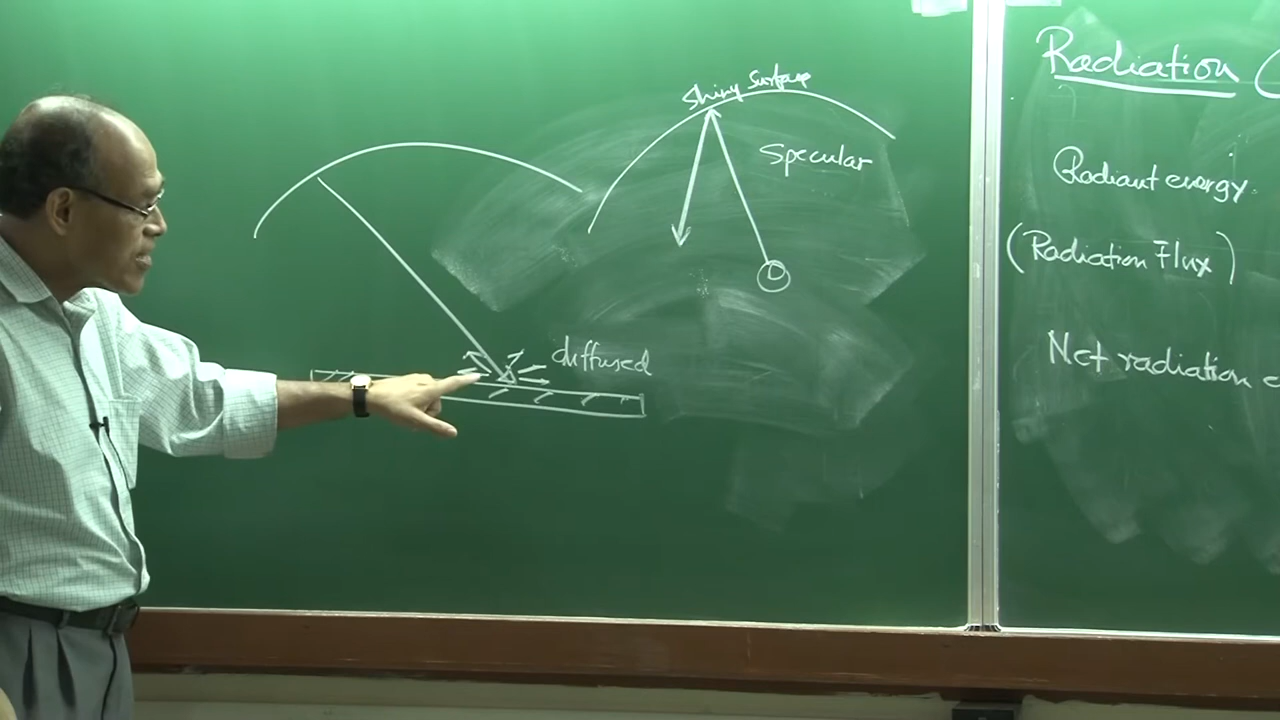 Shiny Surface
Specular
diffused
Radiation (
Radiant energy.
(Radiation Flux)
Net radiation e